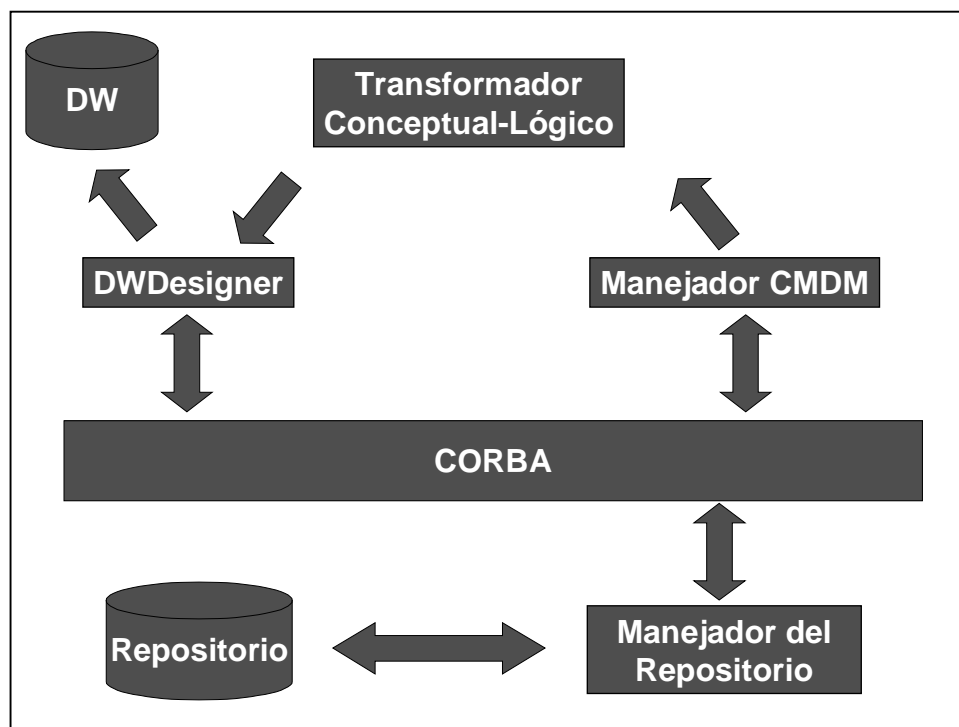 DW
Transformador
Conceptual-Lógico
DWDesigner
Manejador CMDM
CORBA
Repositorio
Manejador del
Repositorio